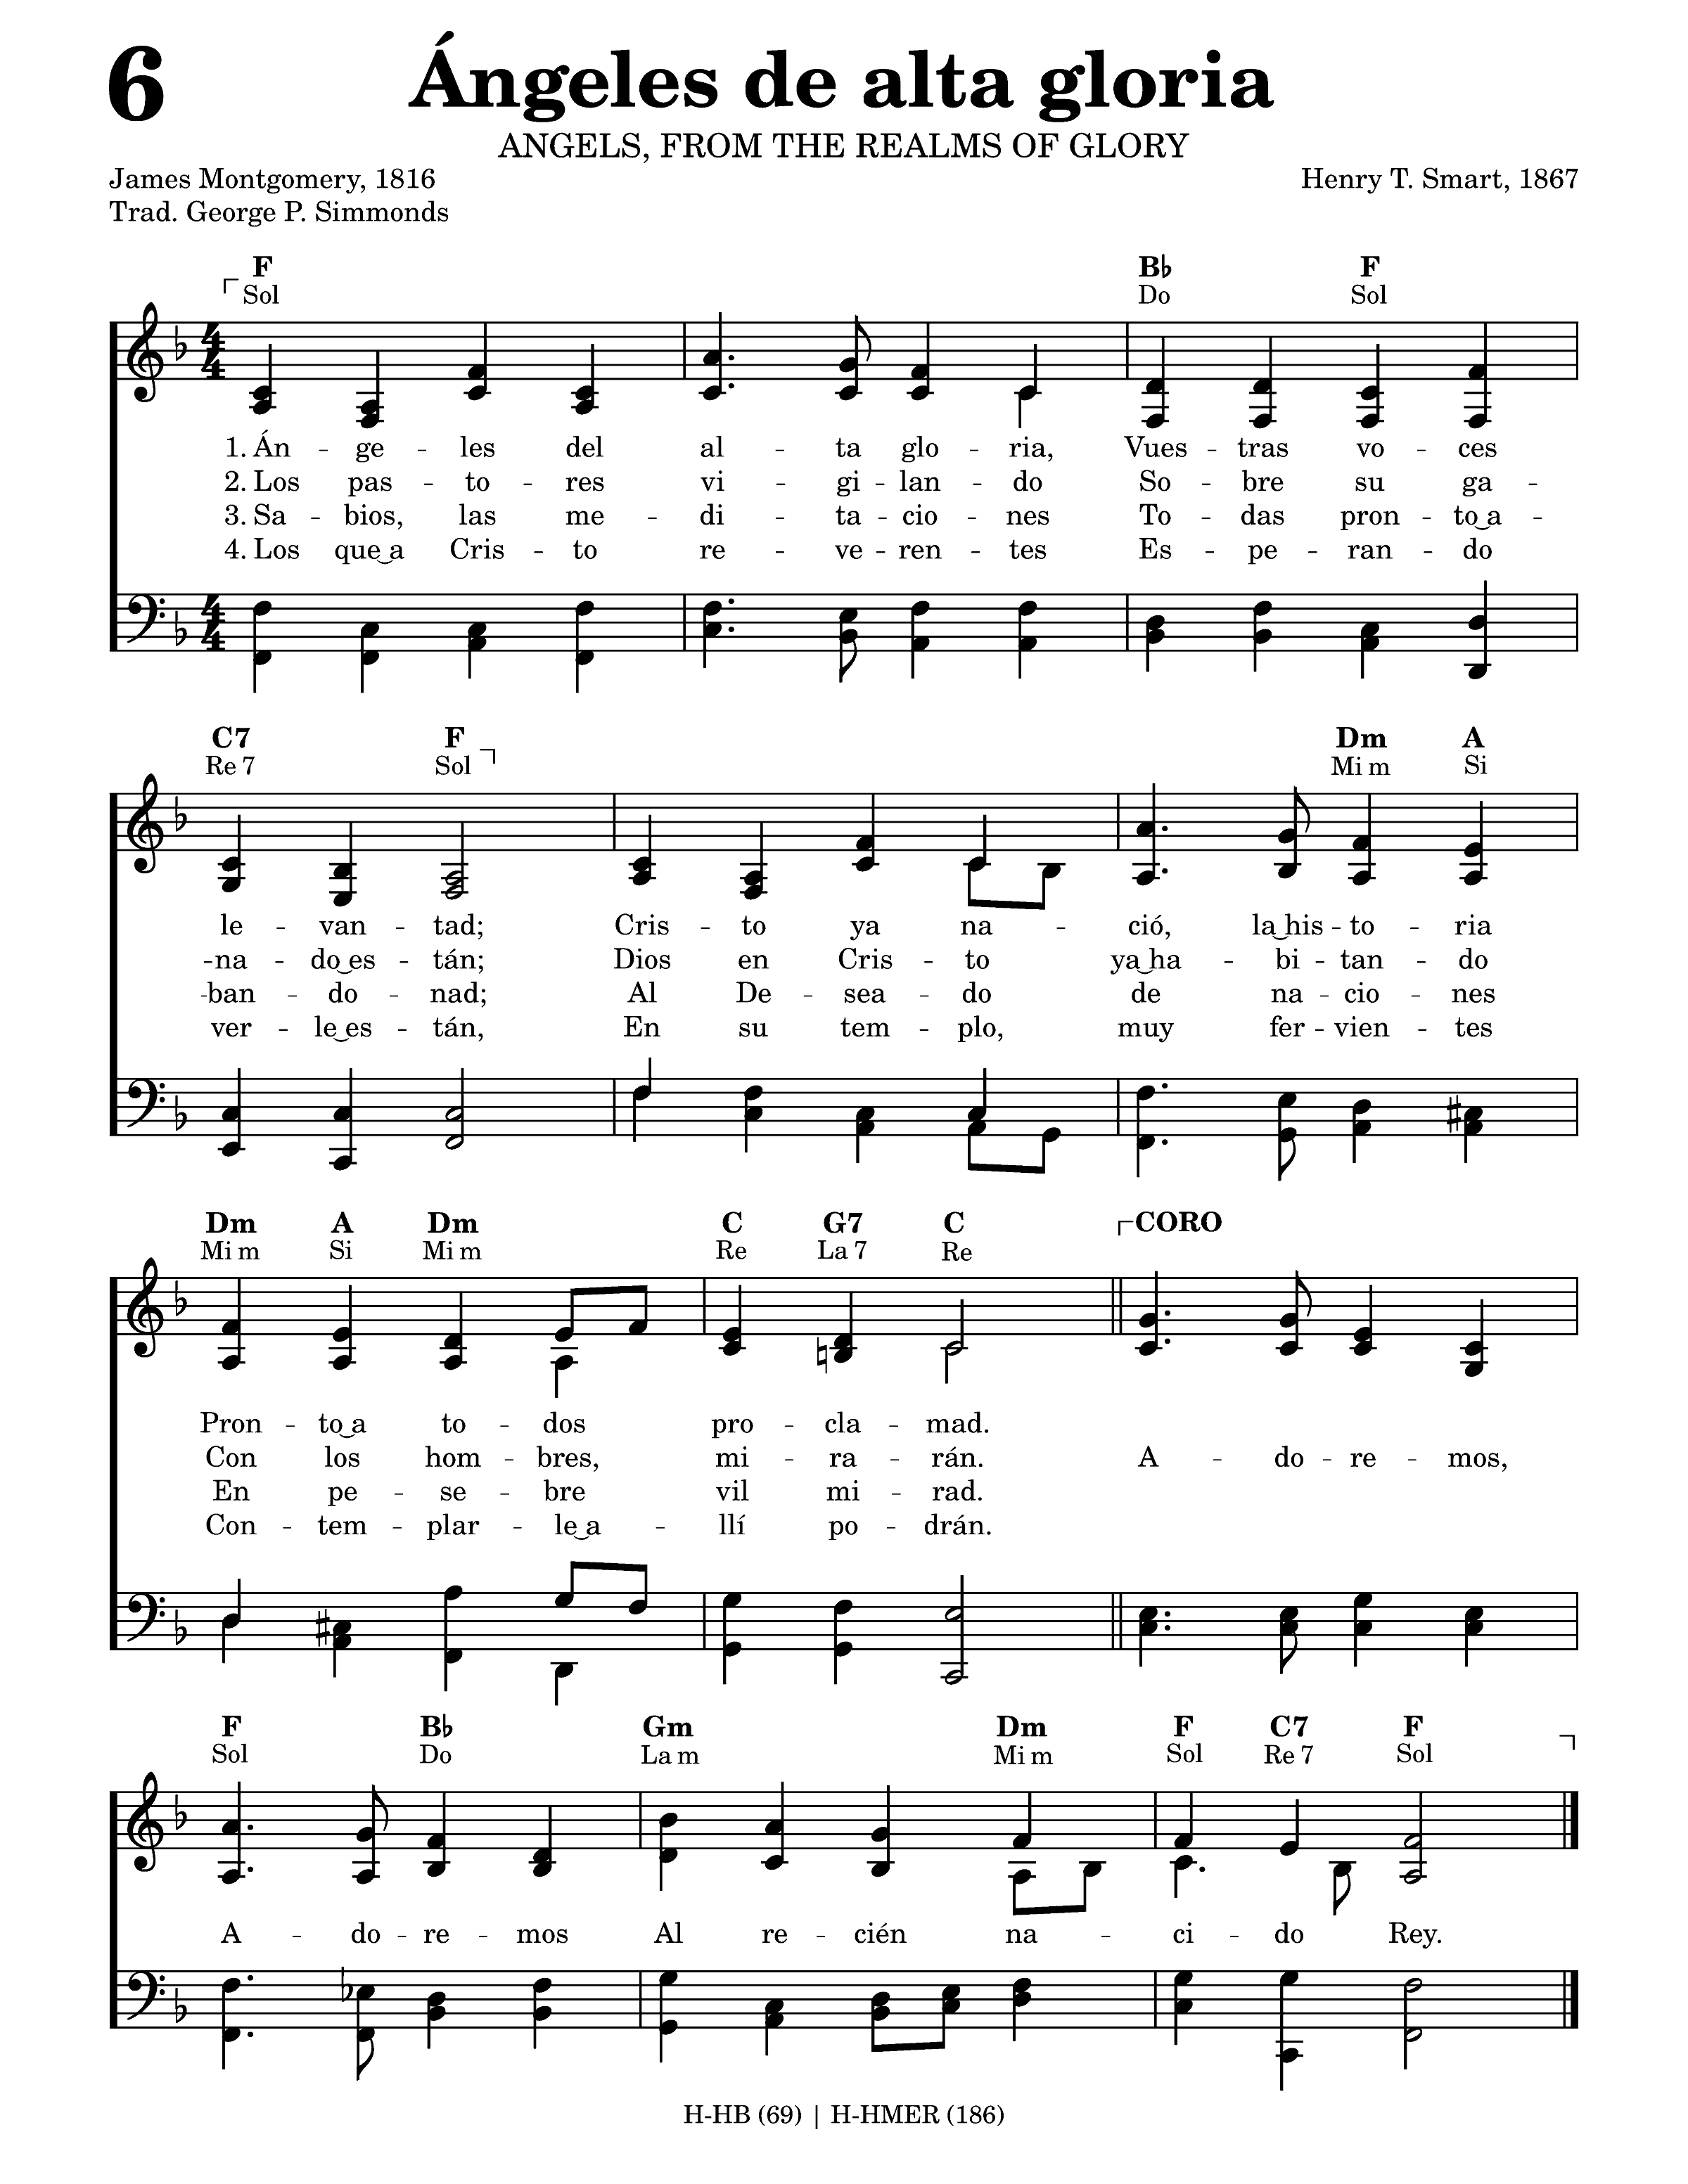 6 Ángeles de alta gloria
ANGELS, FROM THE REALMS OF GLORY
James Montgomery, 1816 Henry T. Smart, 1867
Trad. George P. Simmonds
F B♭ F
Sol Do Sol
1. Án - ge - les del al - ta glo - ria, Vues - tras vo - ces
2. Los pas - to - res vi - gi - lan - do So - bre su ga -
3. Sa - bios, las me - di - ta - cio - nes To - das pron - to‿a -
4. Los que‿a Cris - to re - ve - ren - tes Es - pe - ran - do
C7 F Dm A
Re 7 Sol Mi m Si
le - van - tad; Cris - to ya na - ció, la‿his - to - ria
-na - do‿es - tán; Dios en Cris - to ya‿ha - bi - tan - do
-ban - do - nad; Al De - sea - do de na - cio - nes
ver - le‿es - tán, En su tem - plo, muy fer - vien - tes
Dm A Dm C G7 C CORO
Mi m Si Mi m Re La 7 Re
Pron - to‿a to - dos pro - cla - mad.
Con los hom - bres, mi - ra - rán. A - do - re - mos,
En pe - se - bre vil mi - rad.
Con - tem - plar - le‿a - llí po - drán.
F B♭ Gm Dm F C7 F
Sol Do La m Mi m Sol Re 7 Sol
A - do - re - mos Al re - cién na - ci - do Rey.
H-HB (69) | H-HMER (186)